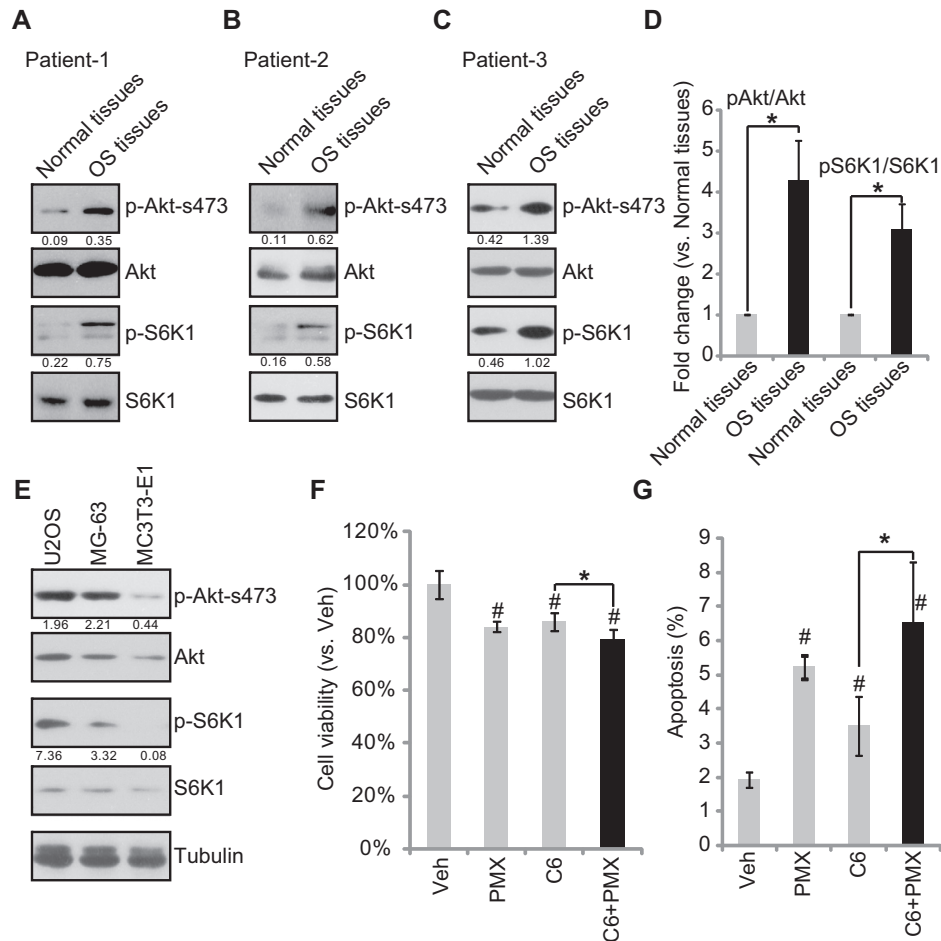 A
Patient-1
Normal tissues
OS tissues
p-Akt-s473
0.09 0.35
Akt
p-S6K1
0.22 0.75
S6K1
B
Patient-2
Normal tissues
OS tissues
p-Akt-s473
0.11 0.62
Akt
p-S6K1
0.16 0.58
S6K1
C
Patient-3
Normal tissues
OS tissues
p-Akt-s473
0.42 1.39
Akt
p-S6K1
0.46 1.02
S6K1
D
Fold change (vs. Normal tissues)
6
5
4
3
2
1
0
pAkt/Akt
*
pS6K1/S6K1
*
Normal tissues
OS tissues
Normal tissues
OS tissues
E
U2OS
MG-63
MC3T3-E1
p-Akt-s473
1.96 2.21 0.44
Akt
p-S6K1
7.36 3.32 0.08
S6K1
Tubulin
F
Cell viability (vs. Veh)
120%
100%
80%
60%
40%
20%
0%
*
# # #
Veh
PMX
C6
C6+PMX
G
Apoptosis (%)
9
8
7
6
5
4
3
2
1
0
*
# # #
Veh
PMX
C6
C6+PMX